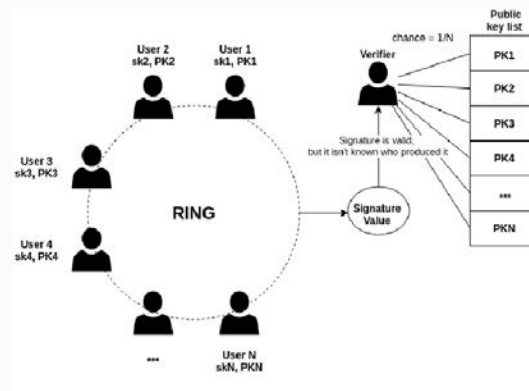 User 2
sk2, PK2
User 1
sk1, PK1
User 3
sk3, PK3
User 4
sk4, PK4
...
User N
skN, PKN
RING
Signature
Value
Signature is valid,
but it isn't known who produced it
Verifier
chance = 1/N
Public
key list
PK1
PK2
PK3
PK4
...
PKN